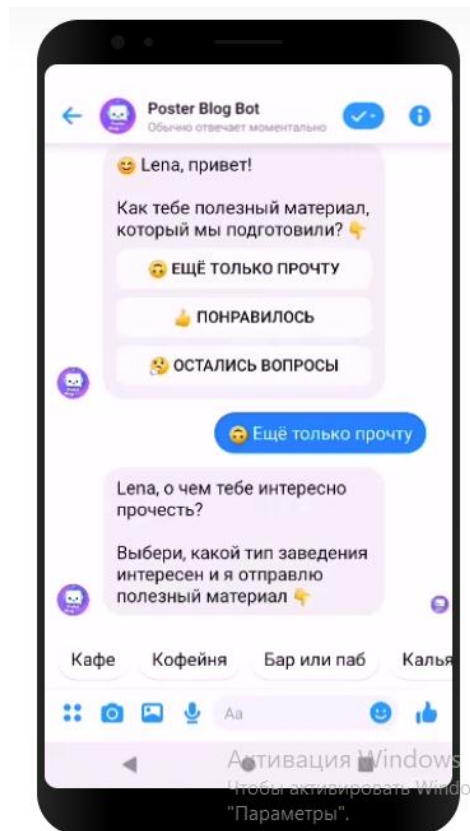 Poster Blog Bot
Обычно отвечает моментально
😊 Lena, привет!
Как тебе полезный материал,
который мы подготовили? 👇
🙃 ЕЩЁ ТОЛЬКО ПРОЧТУ
👍 ПОНРАВИЛОСЬ
🤔 ОСТАЛИСЬ ВОПРОСЫ
🙃 Ещё только прочту
Lena, о чем тебе интересно
прочесть?
Выбери, какой тип заведения
интересен и я отправлю
полезный материал 👇
Кафе Кофейня Бар или паб Калья
Aa
Активация Windows
Чтобы активировать Windo
"Параметры".